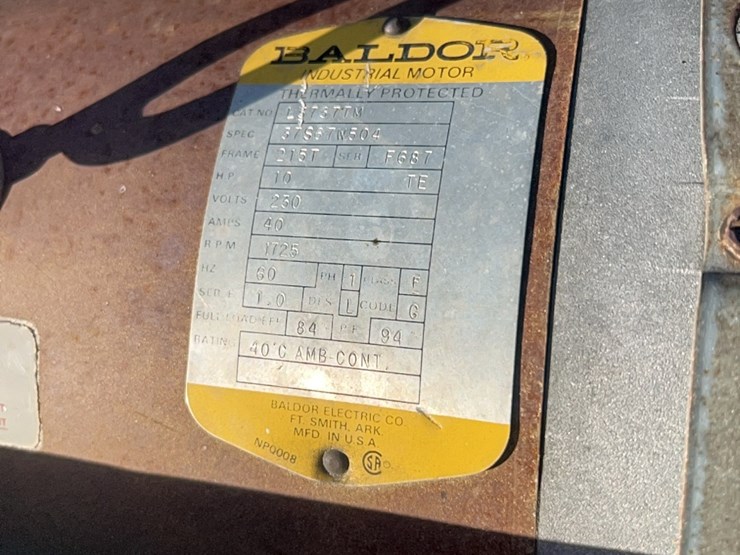 BALDOR
INDUSTRIAL MOTOR
THERMALLY PROTECTED
CAT NO
SPEC 37S87W504
FRAME 215T SER F687
H.P. 10 TE
VOLTS 230
AMPS 40
R.P.M 1725
HZ 60 PH 1 CLASS F
SER.F. 1.0 DES L CODE G
FULL LOAD EFF 84 P.F. 94
RATING 40°C AMB-CONT.
BALDOR ELECTRIC CO
FT. SMITH, ARK.
MFD IN U.S.A
NP0008